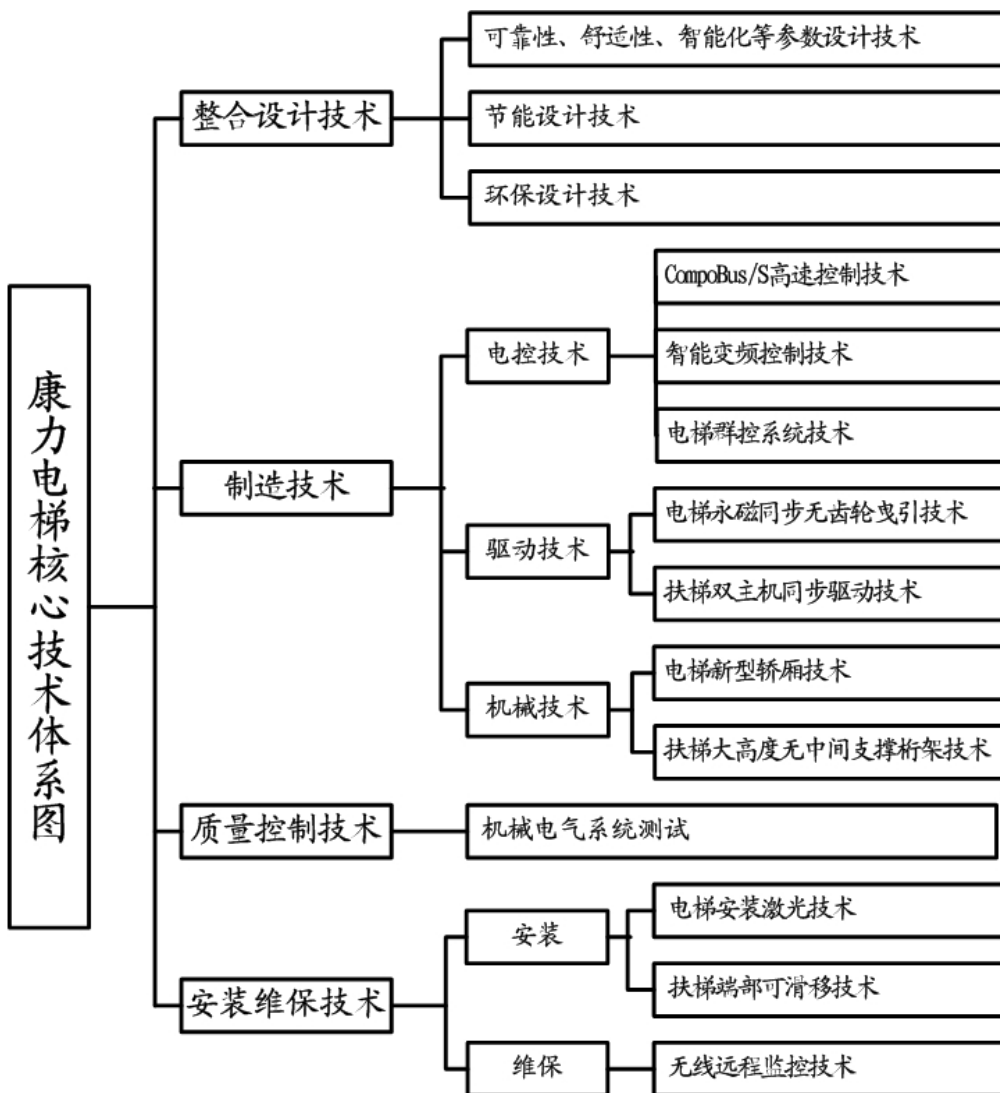 康力电梯核心技术体系图
整合设计技术
可靠性、舒适性、智能化等参数设计技术
节能设计技术
环保设计技术
制造技术
电控技术
CompoBus/S高速控制技术
智能变频控制技术
电梯群控系统技术
驱动技术
电梯永磁同步无齿轮曳引技术
扶梯双主机同步驱动技术
机械技术
电梯新型轿厢技术
扶梯大高度无中间支撑桁架技术
质量控制技术
机械电气系统测试
安装维保技术
安装
电梯安装激光技术
扶梯端部可滑移技术
维保
无线远程监控技术